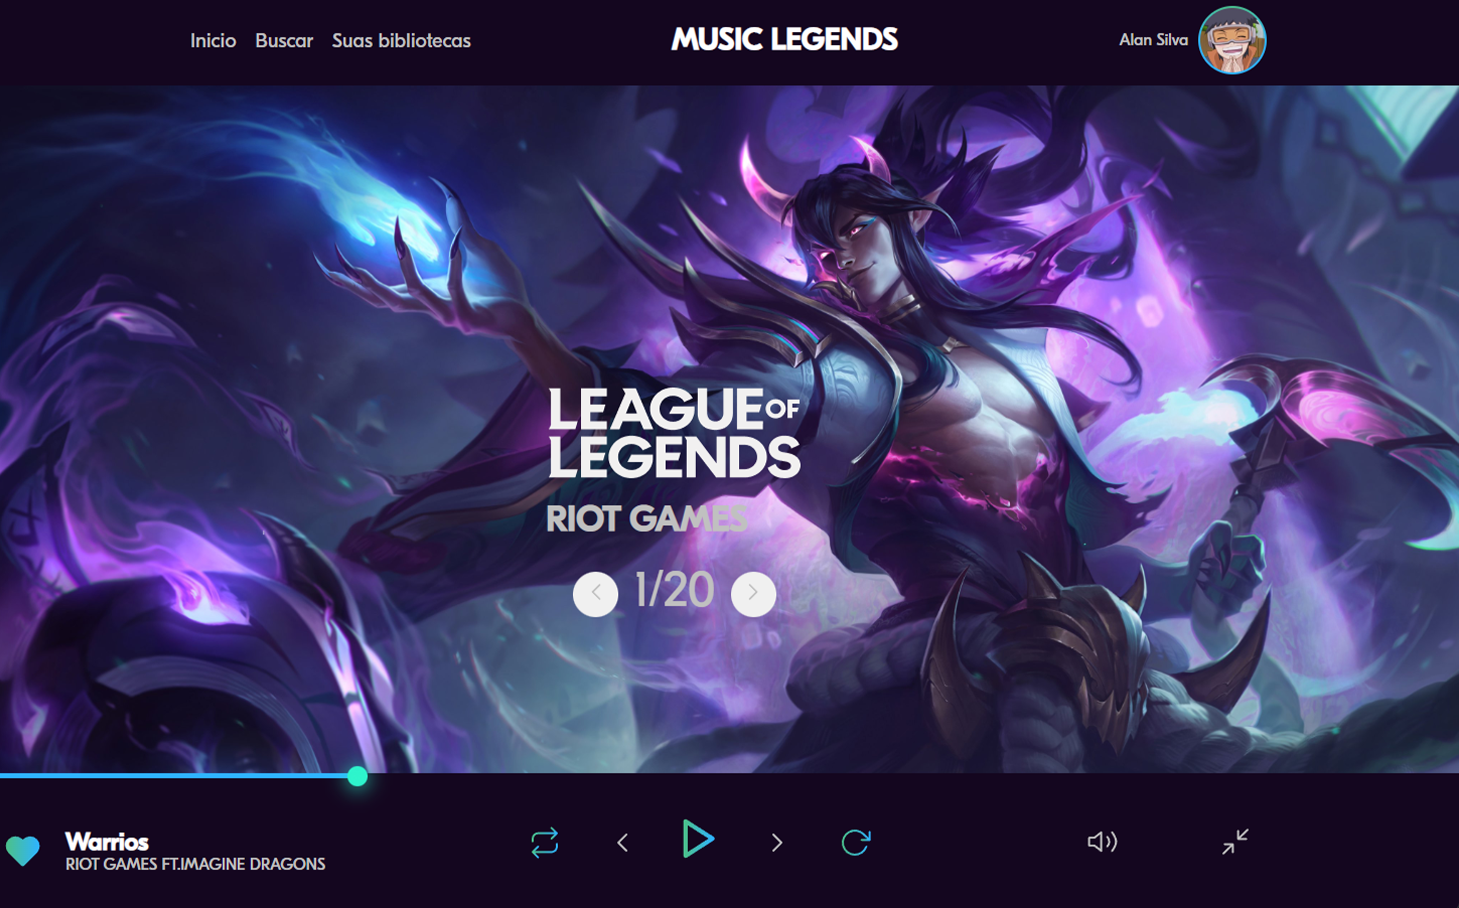 Inicio Buscar Suas bibliotecas
MUSIC LEGENDS
Alan Silva
LEAGUE OF
LEGENDS
RIOT GAMES
1/20
Warrios
RIOT GAMES FT.IMAGINE DRAGONS